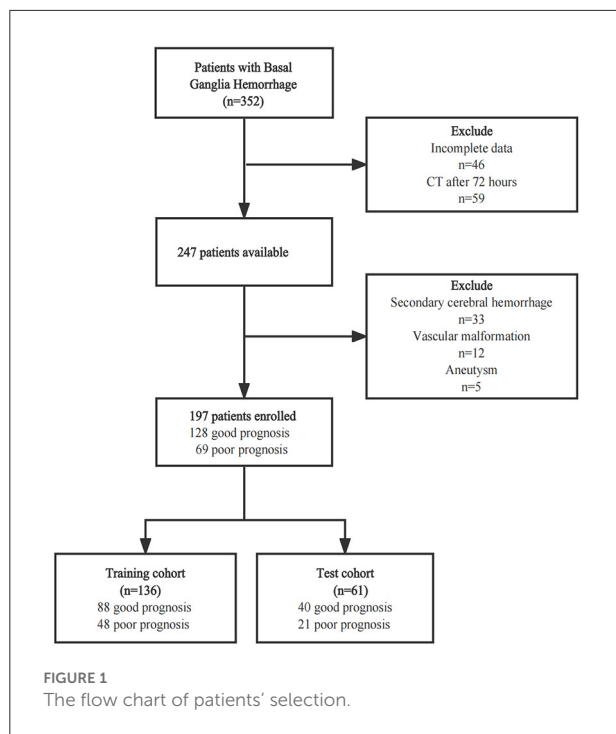 Patients with Basal
Ganglia Hemorrhage
(n=352)
Exclude
Incomplete data
n=46
CT after 72 hours
n=59
247 patients available
Exclude
Secondary cerebral hemorrhage
n=33
Vascular malformation
n=12
Aneutysm
n=5
197 patients enrolled
128 good prognosis
69 poor prognosis
Training cohort
(n=136)
88 good prognosis
48 poor prognosis
Test cohort
(n=61)
40 good prognosis
21 poor prognosis
FIGURE 1
The flow chart of patients' selection.